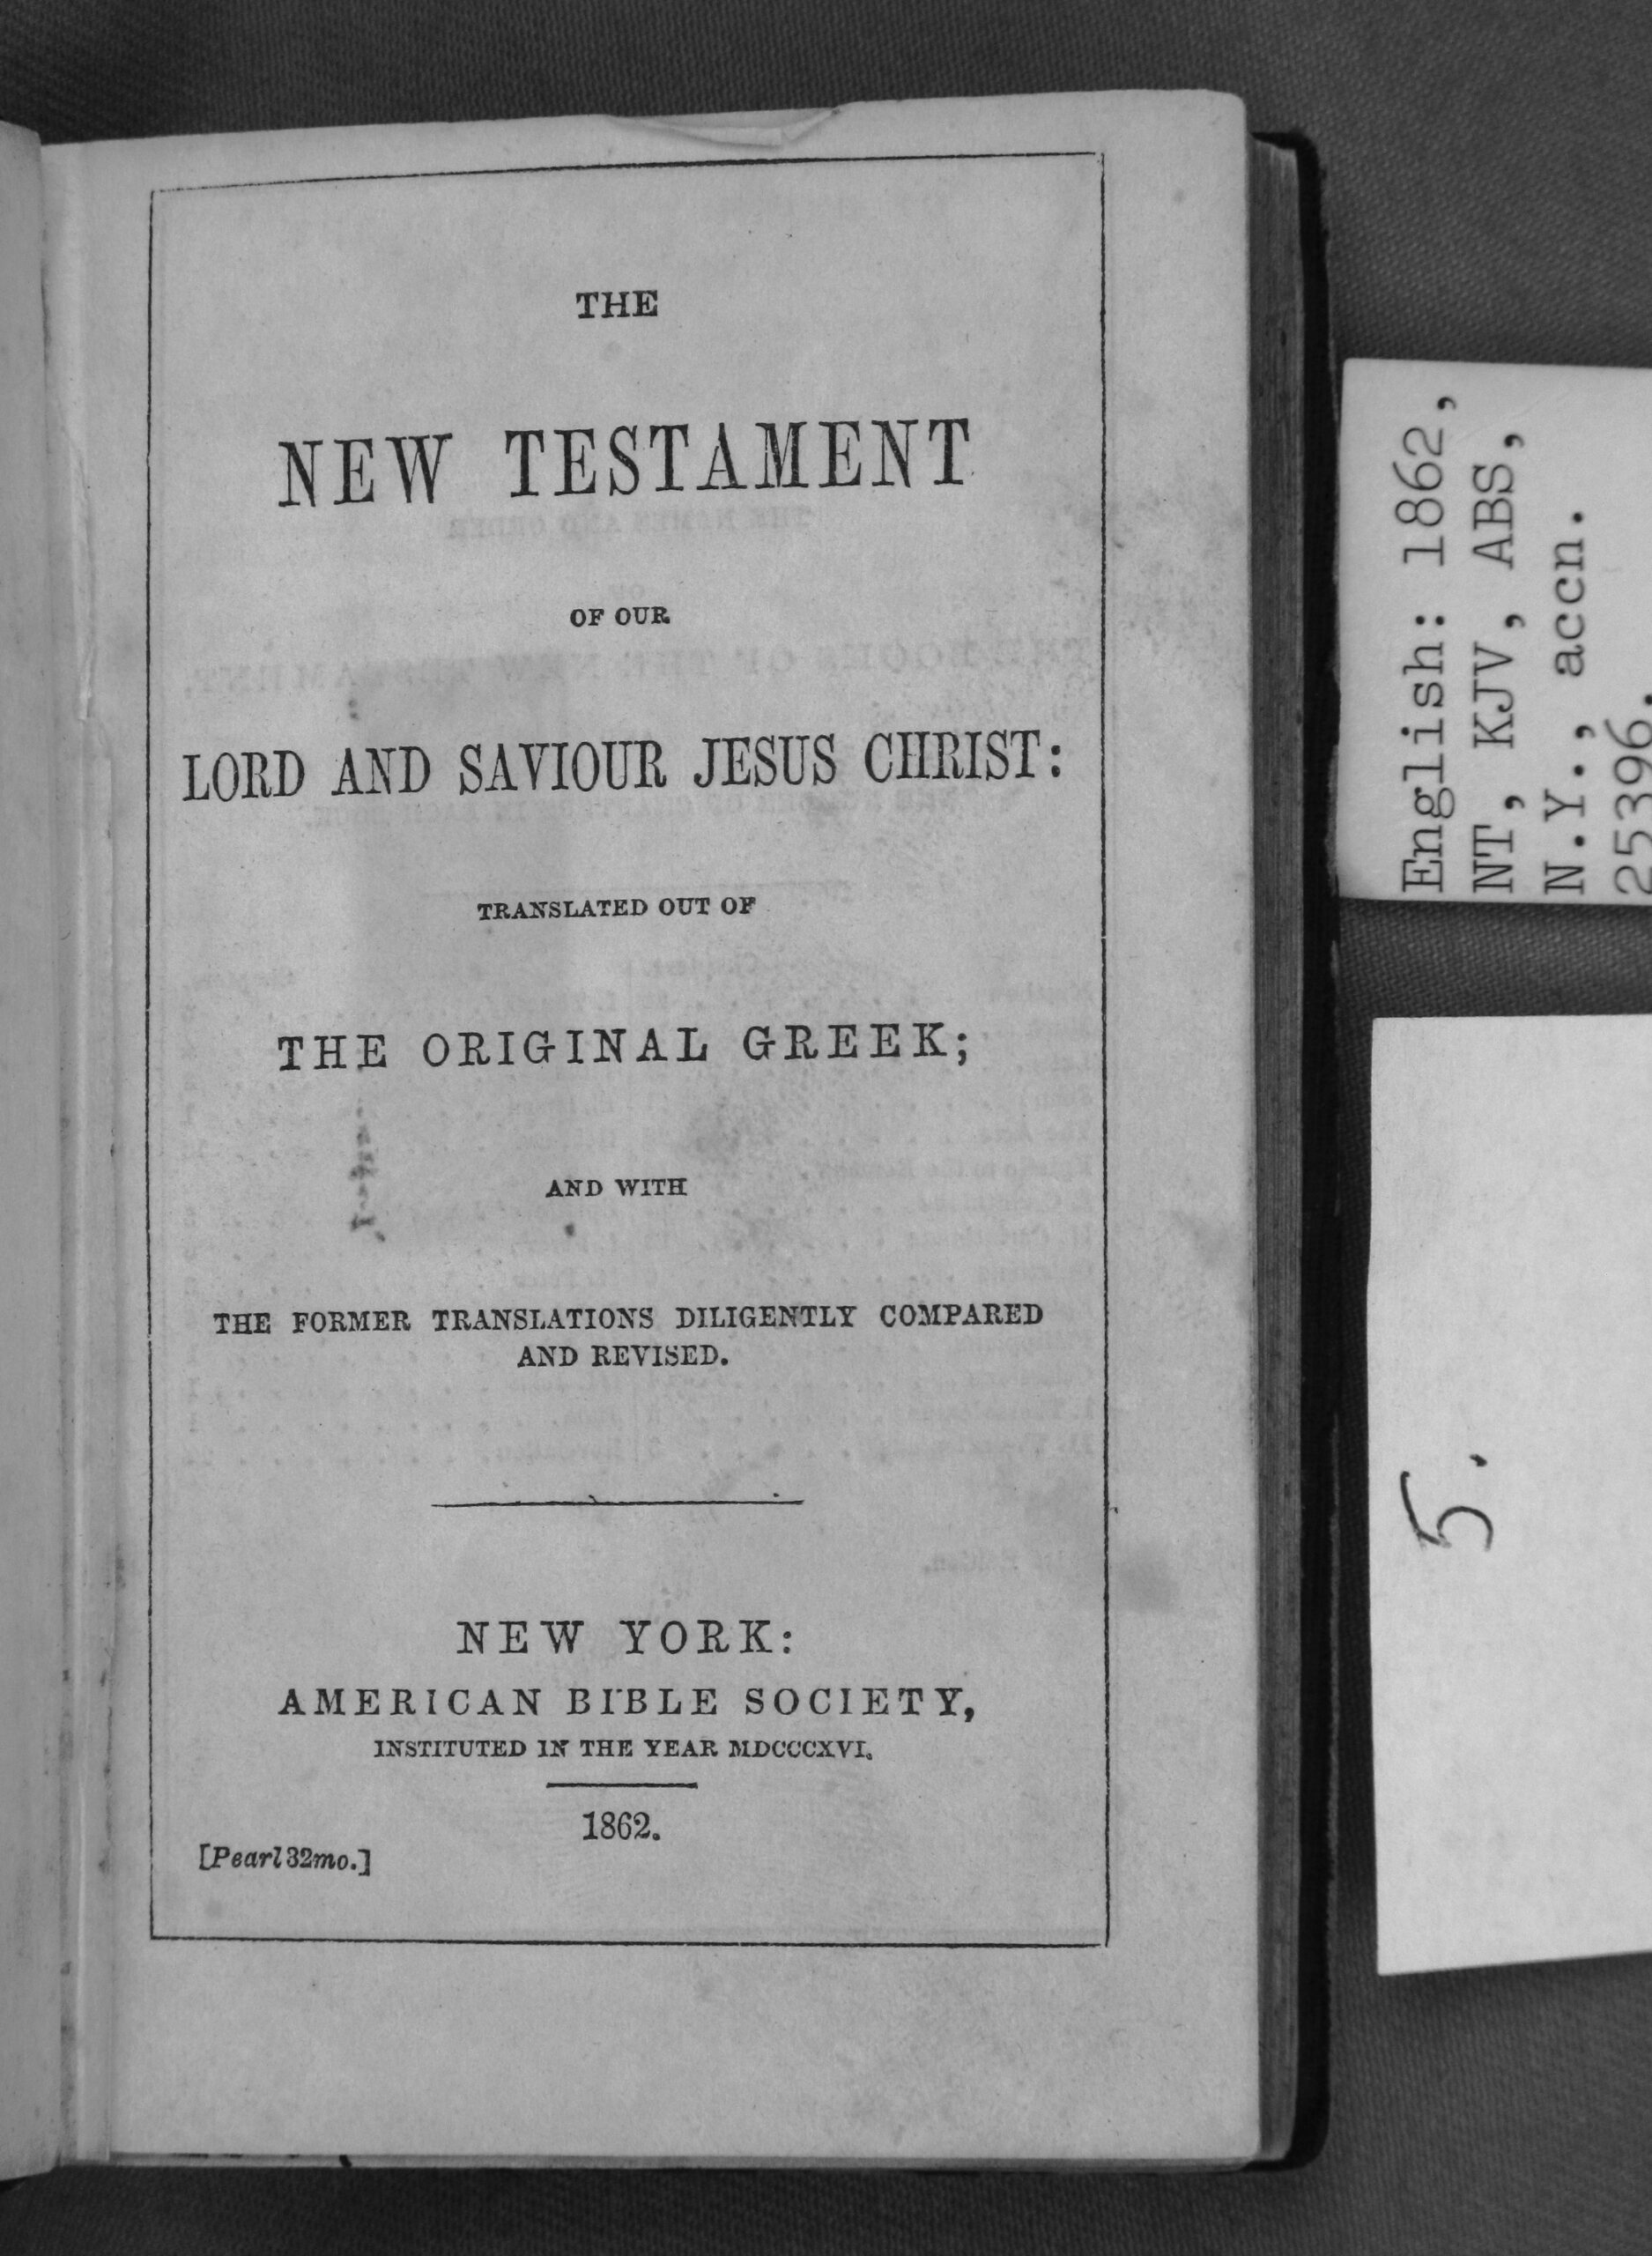 THE
NEW TESTAMENT
OF OUR
LORD AND SAVIOUR JESUS CHRIST:
TRANSLATED OUT OF
THE ORIGINAL GREEK;
AND WITH
THE FORMER TRANSLATIONS DILIGENTLY COMPARED
AND REVISED.
NEW YORK:
AMERICAN BIBLE SOCIETY,
INSTITUTED IN THE YEAR MDCCCXVI.
1862.
[Pearl 32mo.]
English: 1862,
NT, KJV, ABS,
N.Y., accn.
25396.
5.